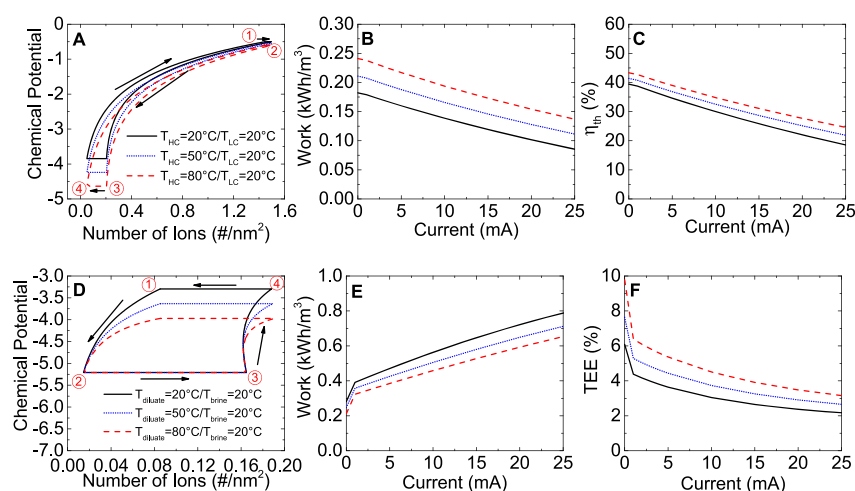 A
Chemical Potential
0
-1
-2
-3
-4
-5
① ② ③ ④
T_HC=20°C/T_LC=20°C
T_HC=50°C/T_LC=20°C
T_HC=80°C/T_LC=20°C
0.0 0.4 0.8 1.2 1.6
Number of Ions (#/nm²)
B
Work (kWh/m³)
0.30
0.25
0.20
0.15
0.10
0.05
0.00
0 5 10 15 20 25
Current (mA)
C
η_th (%)
60
50
40
30
20
10
0
0 5 10 15 20 25
Current (mA)
D
Chemical Potential
-3.0
-3.5
-4.0
-4.5
-5.0
-5.5
-6.0
-6.5
-7.0
① ④ ② ③
T_diluate=20°C/T_brine=20°C
T_diluate=50°C/T_brine=20°C
T_diluate=80°C/T_brine=20°C
0.00 0.04 0.08 0.12 0.16 0.20
Number of Ions (#/nm²)
E
Work (kWh/m³)
1.0
0.8
0.6
0.4
0.2
0.0
0 5 10 15 20 25
Current (mA)
F
TEE (%)
10
8
6
4
2
0
0 5 10 15 20 25
Current (mA)